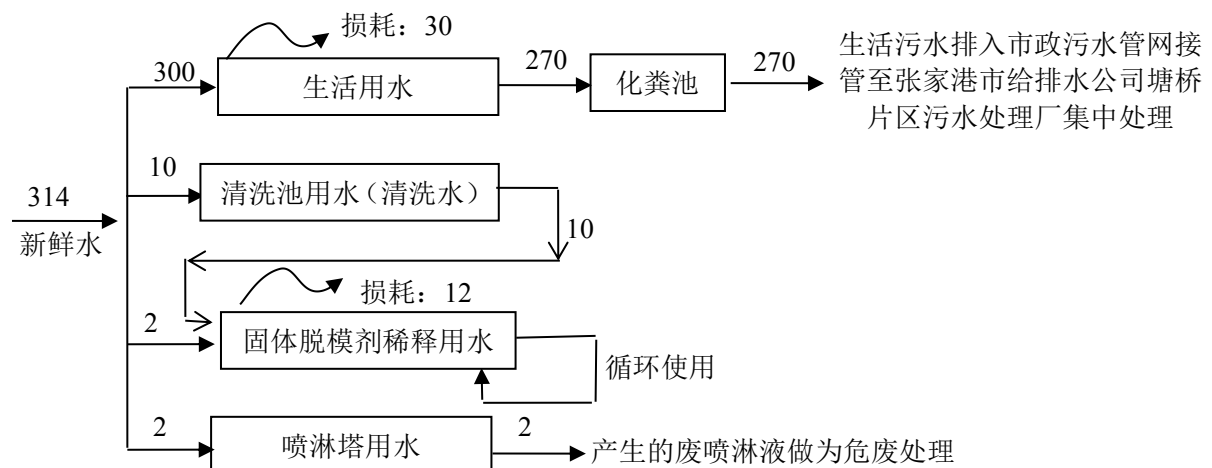 损耗：30
300
生活用水
270
化粪池
270
生活污水排入市政污水管网接
管至张家港市给排水公司塘桥
片区污水处理厂集中处理
10
清洗池用水（清洗水）
10
314
新鲜水
损耗：12
2
固体脱模剂稀释用水
循环使用
2
喷淋塔用水
2
产生的废喷淋液做为危废处理